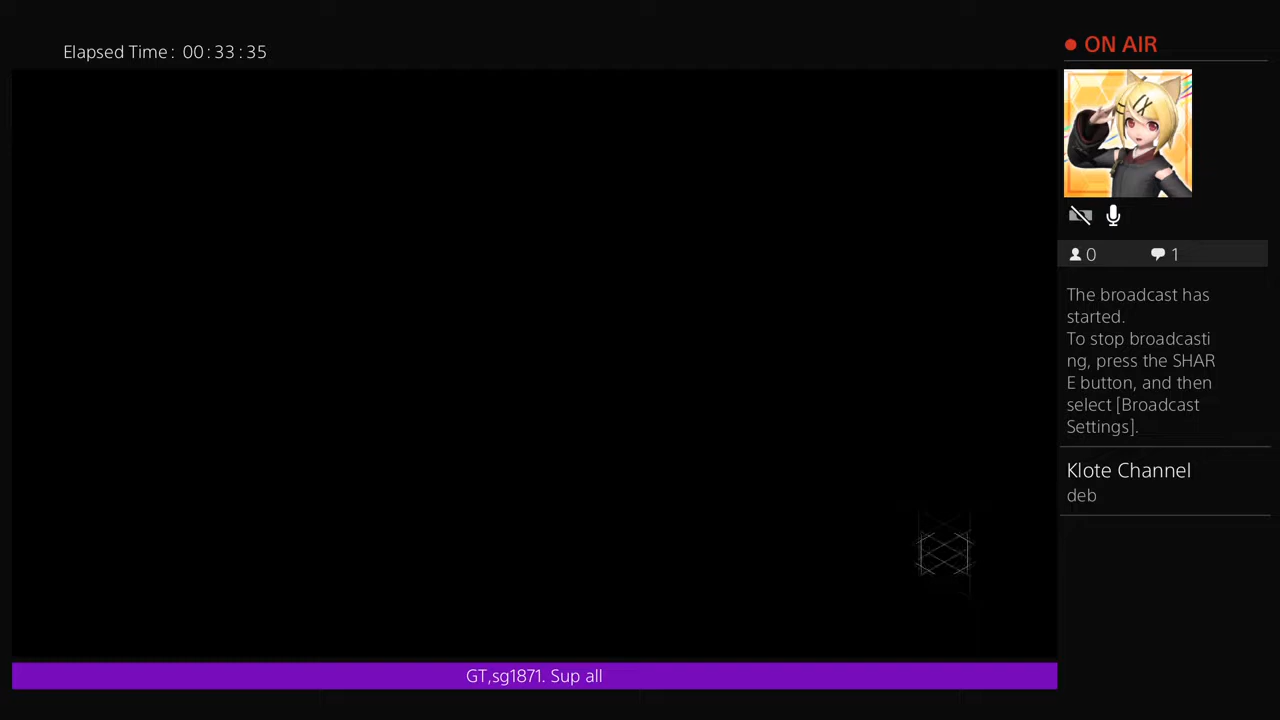 Elapsed Time: 00:33:35
ON AIR
0 1
The broadcast has
started.
To stop broadcasti
ng, press the SHAR
E button, and then
select [Broadcast
Settings].
Klote Channel
deb
GT,sg1871. Sup all